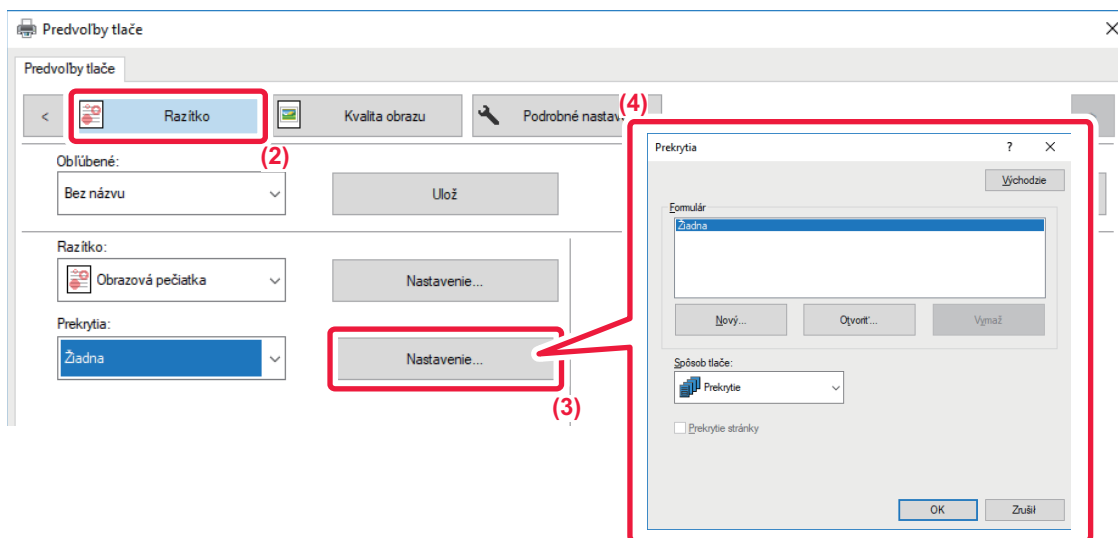 Predvoľby tlače
Predvoľby tlače
<
Razítko
Kvalita obrazu
Podrobné nastav
(4)
(2)
Obľúbené:
Bez názvu
Ulož
Razítko:
Obrazová pečiatka
Nastavenie...
Prekrytia:
Žiadna
Nastavenie...
(3)
Prekrytia
?
Východzie
Formulár
Žiadna
Nový...
Otvoriť...
Vymaž
Spôsob tlače:
Prekrytie
Prekrytie stránky
OK
Zrušiť